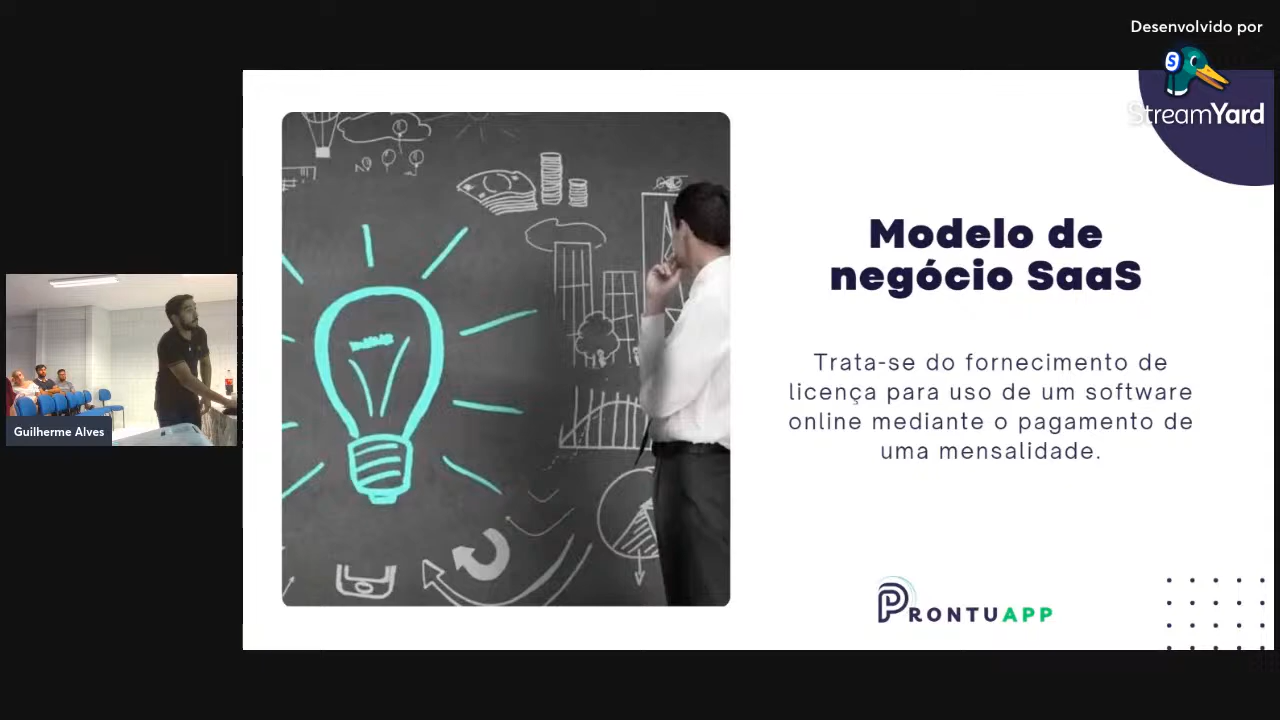 Desenvolvido por
StreamYard
Modelo de
negócio SaaS
Trata-se do fornecimento de
licença para uso de um software
online mediante o pagamento de
uma mensalidade.
Guilherme Alves
PRONTUAPP